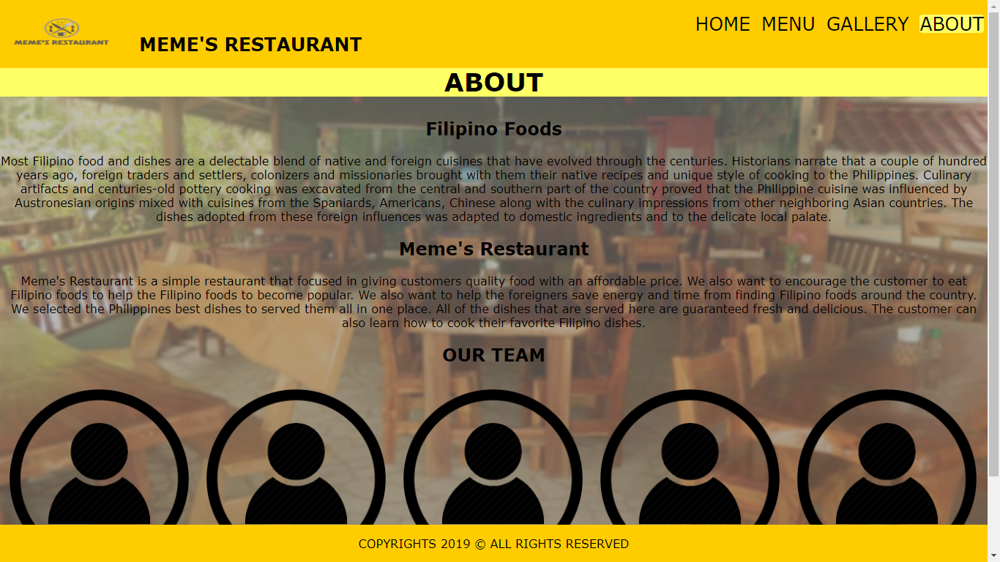 MEME'S RESTAURANT
MEME'S RESTAURANT
HOME MENU GALLERY ABOUT
ABOUT
Filipino Foods
Most Filipino food and dishes are a delectable blend of native and foreign cuisines that have evolved through the centuries. Historians narrate that a couple of hundred
years ago, foreign traders and settlers, colonizers and missionaries brought with them their native recipes and unique style of cooking to the Philippines. Culinary
artifacts and centuries-old pottery cooking was excavated from the central and southern part of the country proved that the Philippine cuisine was influenced by
Austronesian origins mixed with cuisines from the Spaniards, Americans, Chinese along with the culinary impressions from other neighboring Asian countries. The
dishes adopted from these foreign influences was adapted to domestic ingredients and to the delicate local palate.
Meme's Restaurant
Meme's Restaurant is a simple restaurant that focused in giving customers quality food with an affordable price. We also want to encourage the customer to eat
Filipino foods to help the Filipino foods to become popular. We also want to help the foreigners save energy and time from finding Filipino foods around the country.
We selected the Philippines best dishes to served them all in one place. All of the dishes that are served here are guaranteed fresh and delicious. The customer can
also learn how to cook their favorite Filipino dishes.
OUR TEAM
COPYRIGHTS 2019 © ALL RIGHTS RESERVED